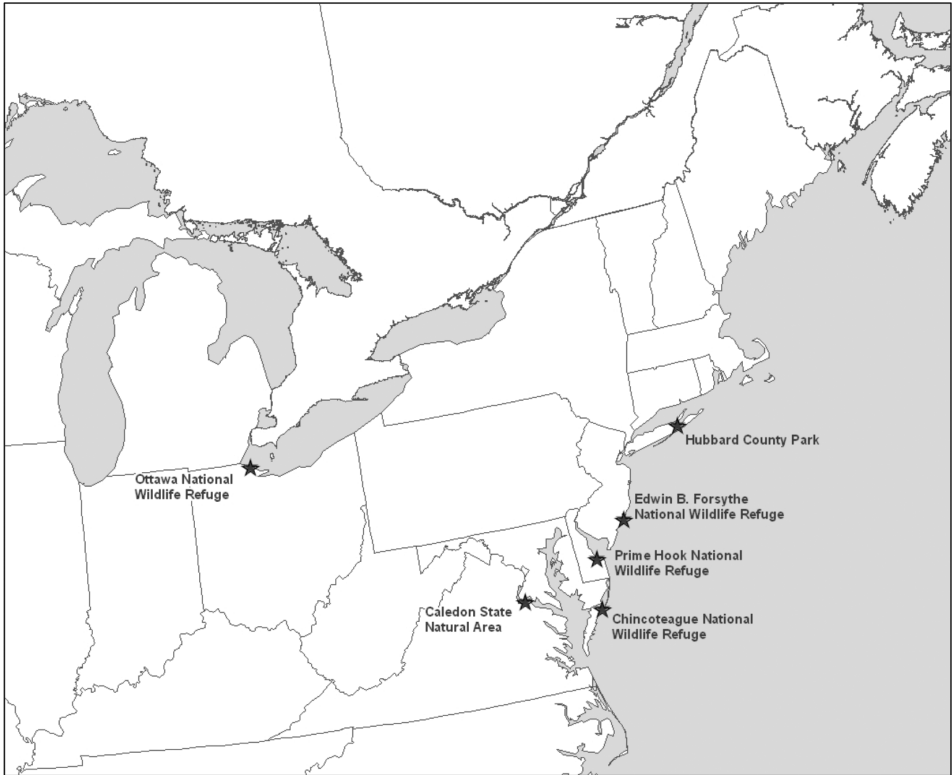 Hubbard County Park
Ottawa National
Wildlife Refuge
Edwin B. Forsythe
National Wildlife Refuge
Prime Hook National
Wildlife Refuge
Caledon State
Natural Area
Chincoteague National
Wildlife Refuge